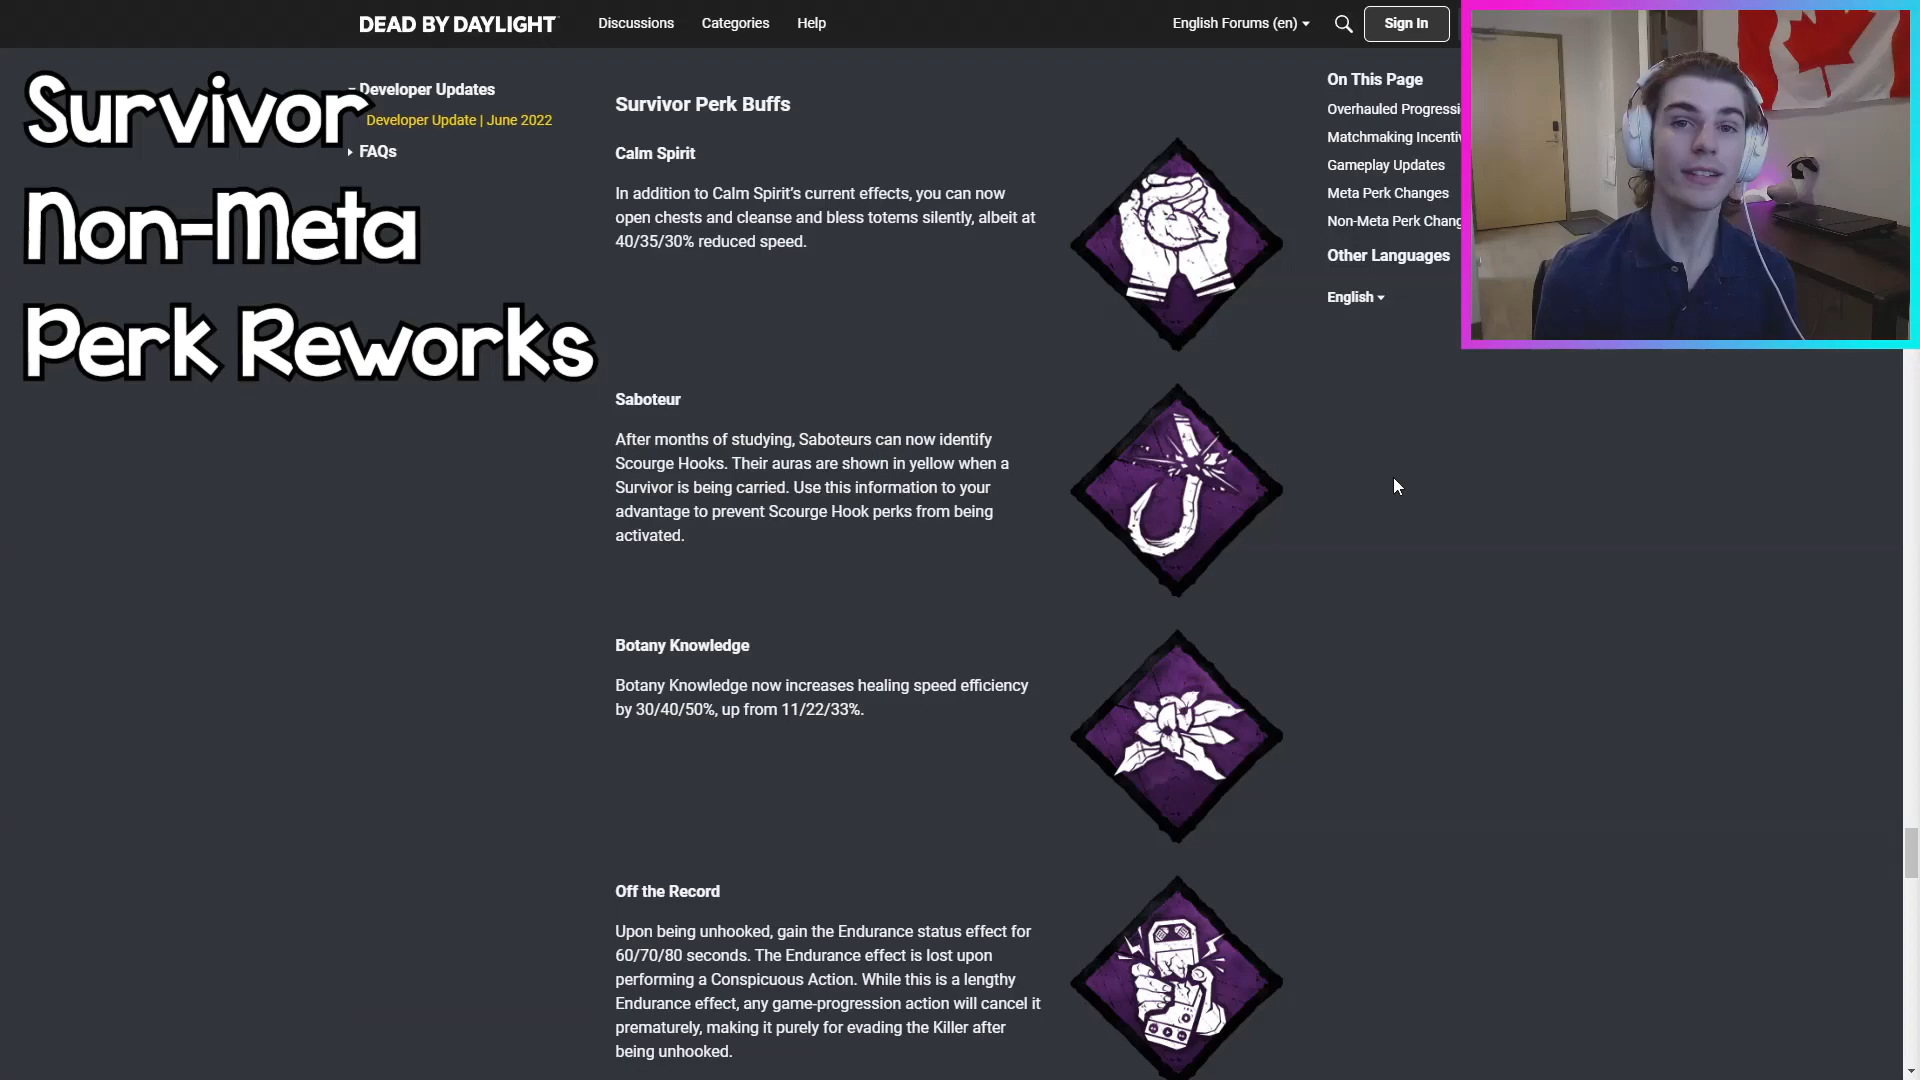 DEAD BY DAYLIGHT
Discussions
Categories
Help
English Forums (en)
Sign In
Survivor
Non-Meta
Perk Reworks
Developer Updates
Developer Update | June 2022
FAQs
Survivor Perk Buffs
Calm Spirit
In addition to Calm Spirit's current effects, you can now
open chests and cleanse and bless totems silently, albeit at
40/35/30% reduced speed.
Saboteur
After months of studying, Saboteurs can now identify
Scourge Hooks. Their auras are shown in yellow when a
Survivor is being carried. Use this information to your
advantage to prevent Scourge Hook perks from being
activated.
Botany Knowledge
Botany Knowledge now increases healing speed efficiency
by 30/40/50%, up from 11/22/33%.
Off the Record
Upon being unhooked, gain the Endurance status effect for
60/70/80 seconds. The Endurance effect is lost upon
performing a Conspicuous Action. While this is a lengthy
Endurance effect, any game-progression action will cancel it
prematurely, making it purely for evading the Killer after
being unhooked.
On This Page
Overhauled Progressi
Matchmaking Incentiv
Gameplay Updates
Meta Perk Changes
Non-Meta Perk Chang
Other Languages
English